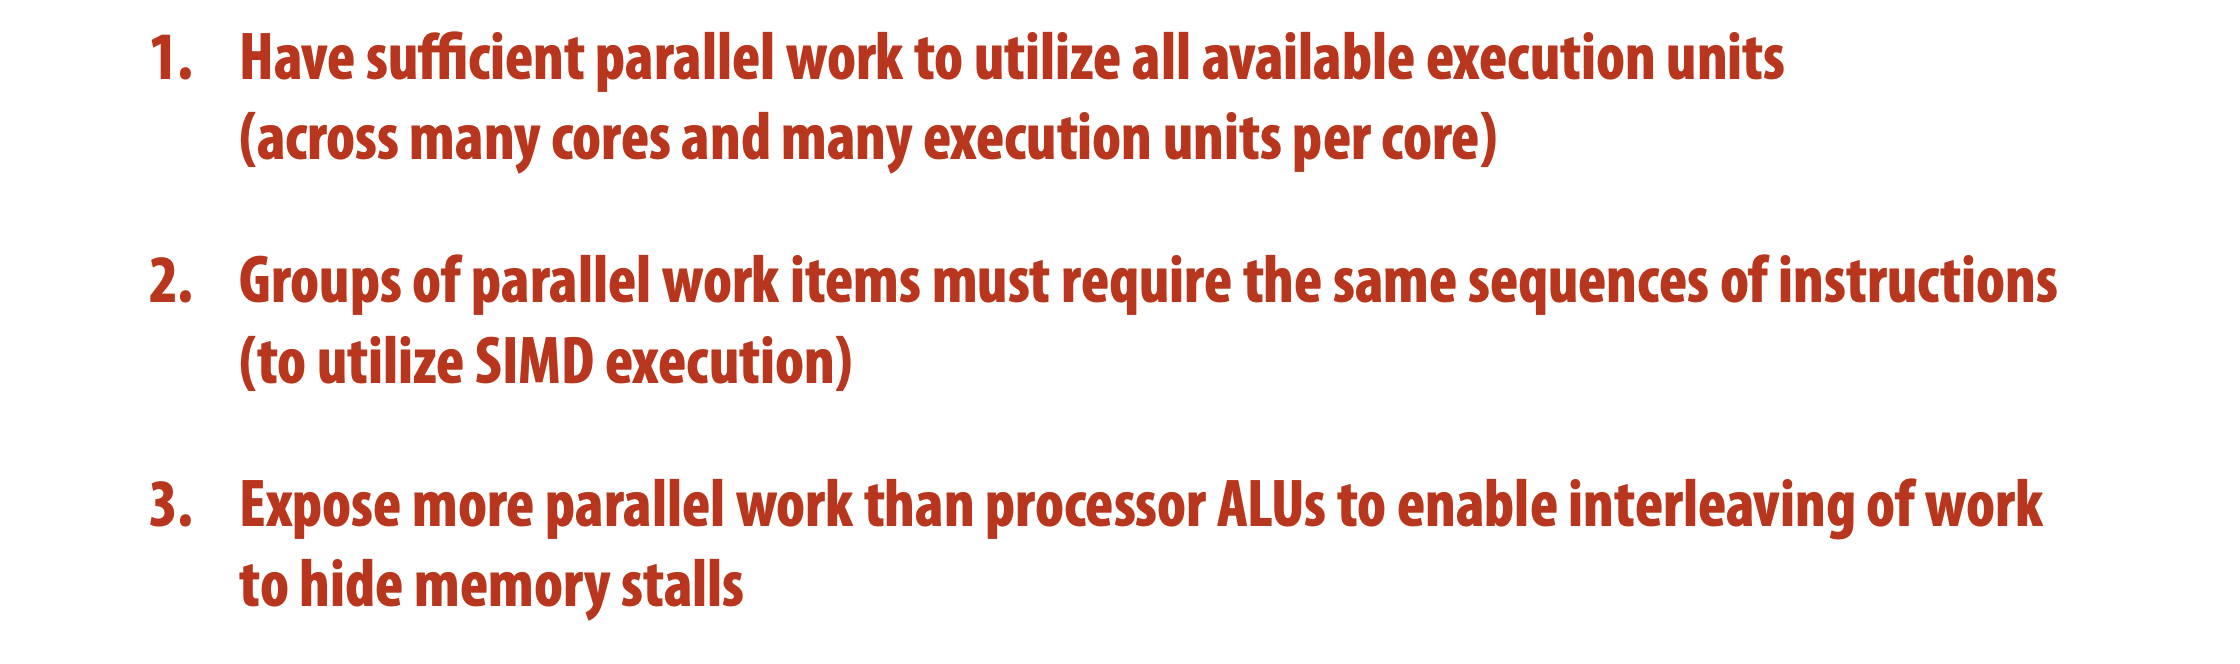 1. Have sufficient parallel work to utilize all available execution units
(across many cores and many execution units per core)
2. Groups of parallel work items must require the same sequences of instructions
(to utilize SIMD execution)
3. Expose more parallel work than processor ALUs to enable interleaving of work
to hide memory stalls